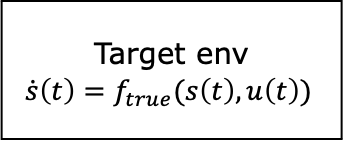 Target env
ṡ(t) = f_true(s(t), u(t))